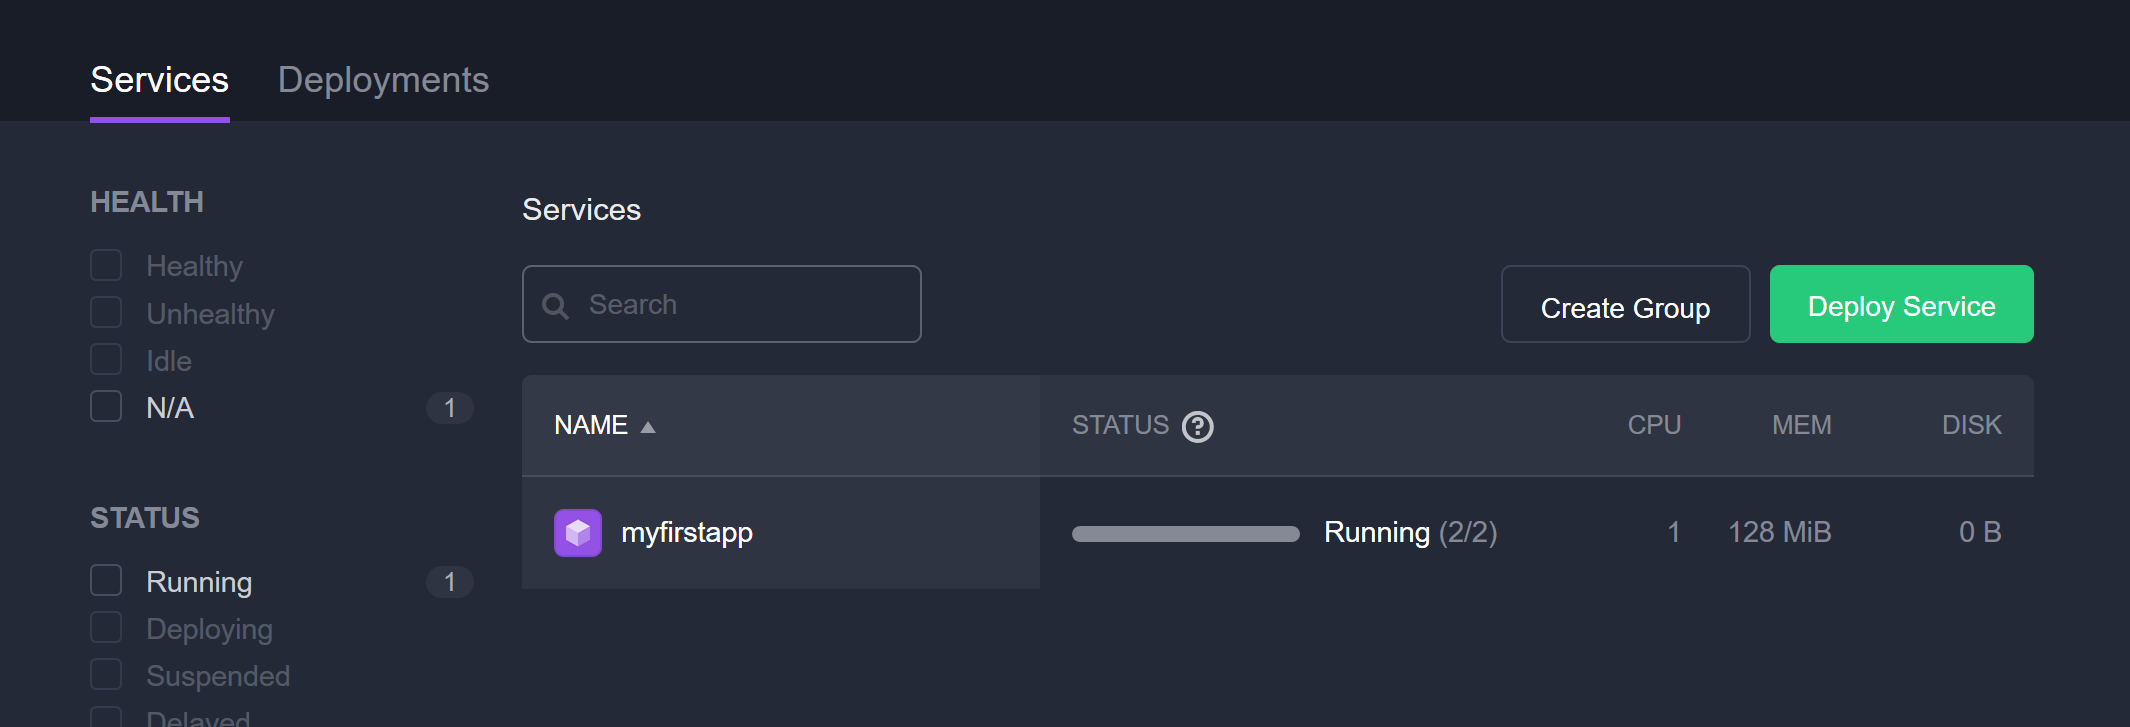 Services Deployments
HEALTH
Healthy
Unhealthy
Idle
N/A 1
STATUS
Running 1
Deploying
Suspended
Delayed
Services
Search
Create Group
Deploy Service
NAME STATUS ? CPU MEM DISK
myfirstapp Running (2/2) 1 128 MiB 0 B